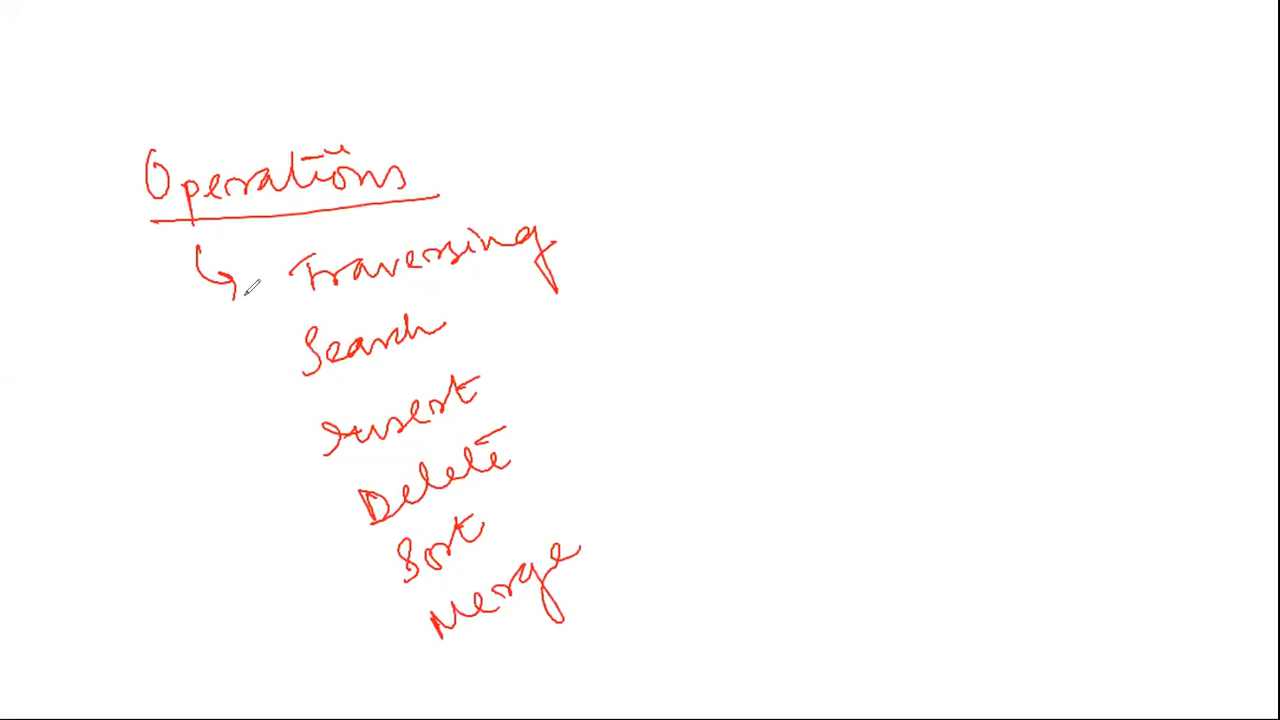 Operations
Traversing
Search
Insert
Delete
Sort
Merge